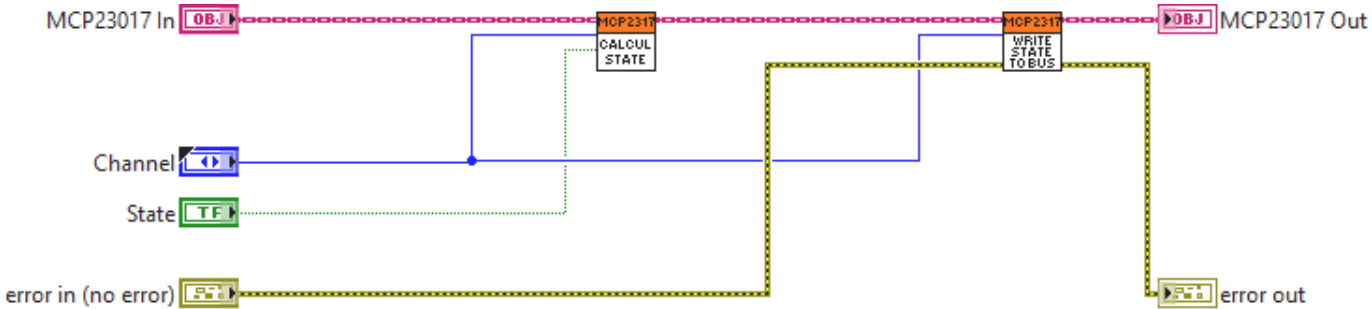 MCP23017 In
OBJ
MCP2317
CALCUL
STATE
MCP2317
WRITE
STATE
TO BUS
OBJ
MCP23017 Out
Channel
State
TF
error in (no error)
error out